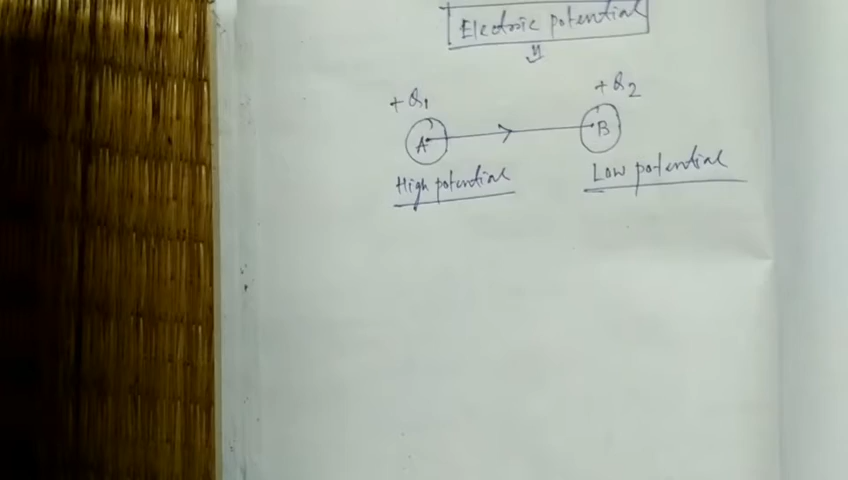 Electric potential
+Q1
+Q2
A
B
High potential
Low potential